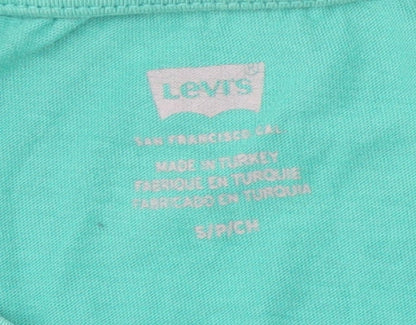 Levi's®
SAN FRANCISCO CAL
MADE IN TURKEY
FABRIQUE EN TURQUIE
FABRICADO EN TURQUIA
S/P/CH